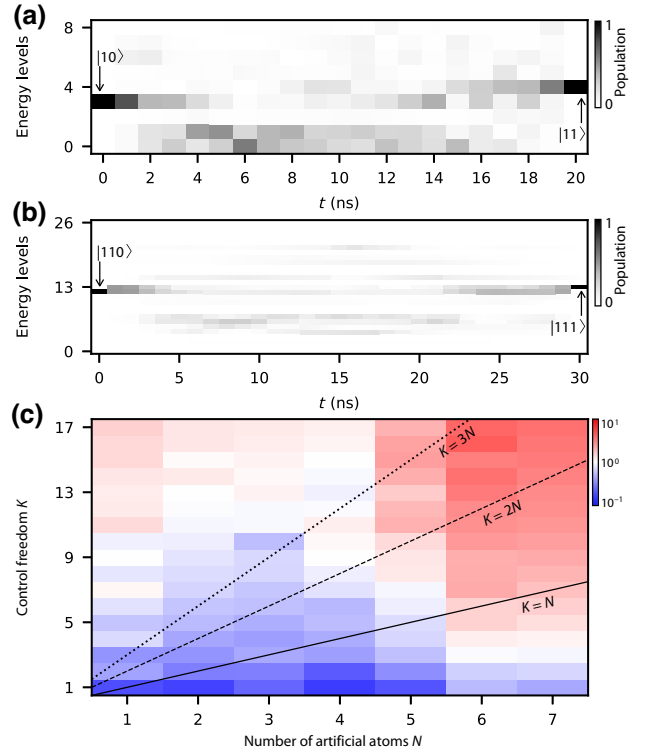 (a)
Energy levels
8
4
0
|10⟩
|11⟩
0 2 4 6 8 10 12 14 16 18 20
t (ns)
1
0
Population
(b)
Energy levels
26
13
0
|110⟩
|111⟩
0 5 10 15 20 25 30
t (ns)
1
0
Population
(c)
Control freedom K
17
13
9
5
1
K = 3N
K = 2N
K = N
10¹
10⁰
10⁻¹
1 2 3 4 5 6 7
Number of artificial atoms N